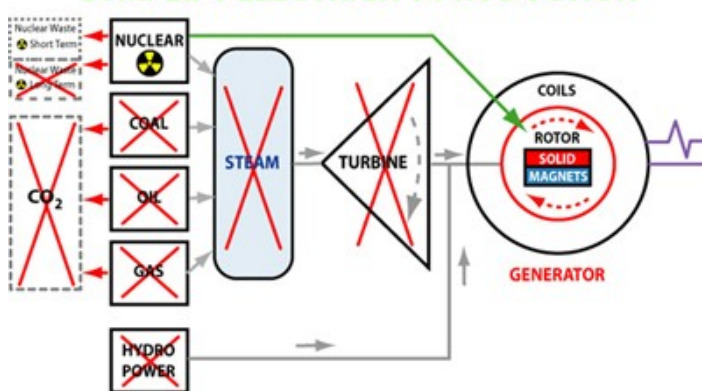 Nuclear Waste
Short Term
Nuclear Waste
Long Term
NUCLEAR
COAL
OIL
GAS
HYDRO
POWER
CO₂
STEAM
TURBINE
COILS
ROTOR
SOLID
MAGNETS
GENERATOR